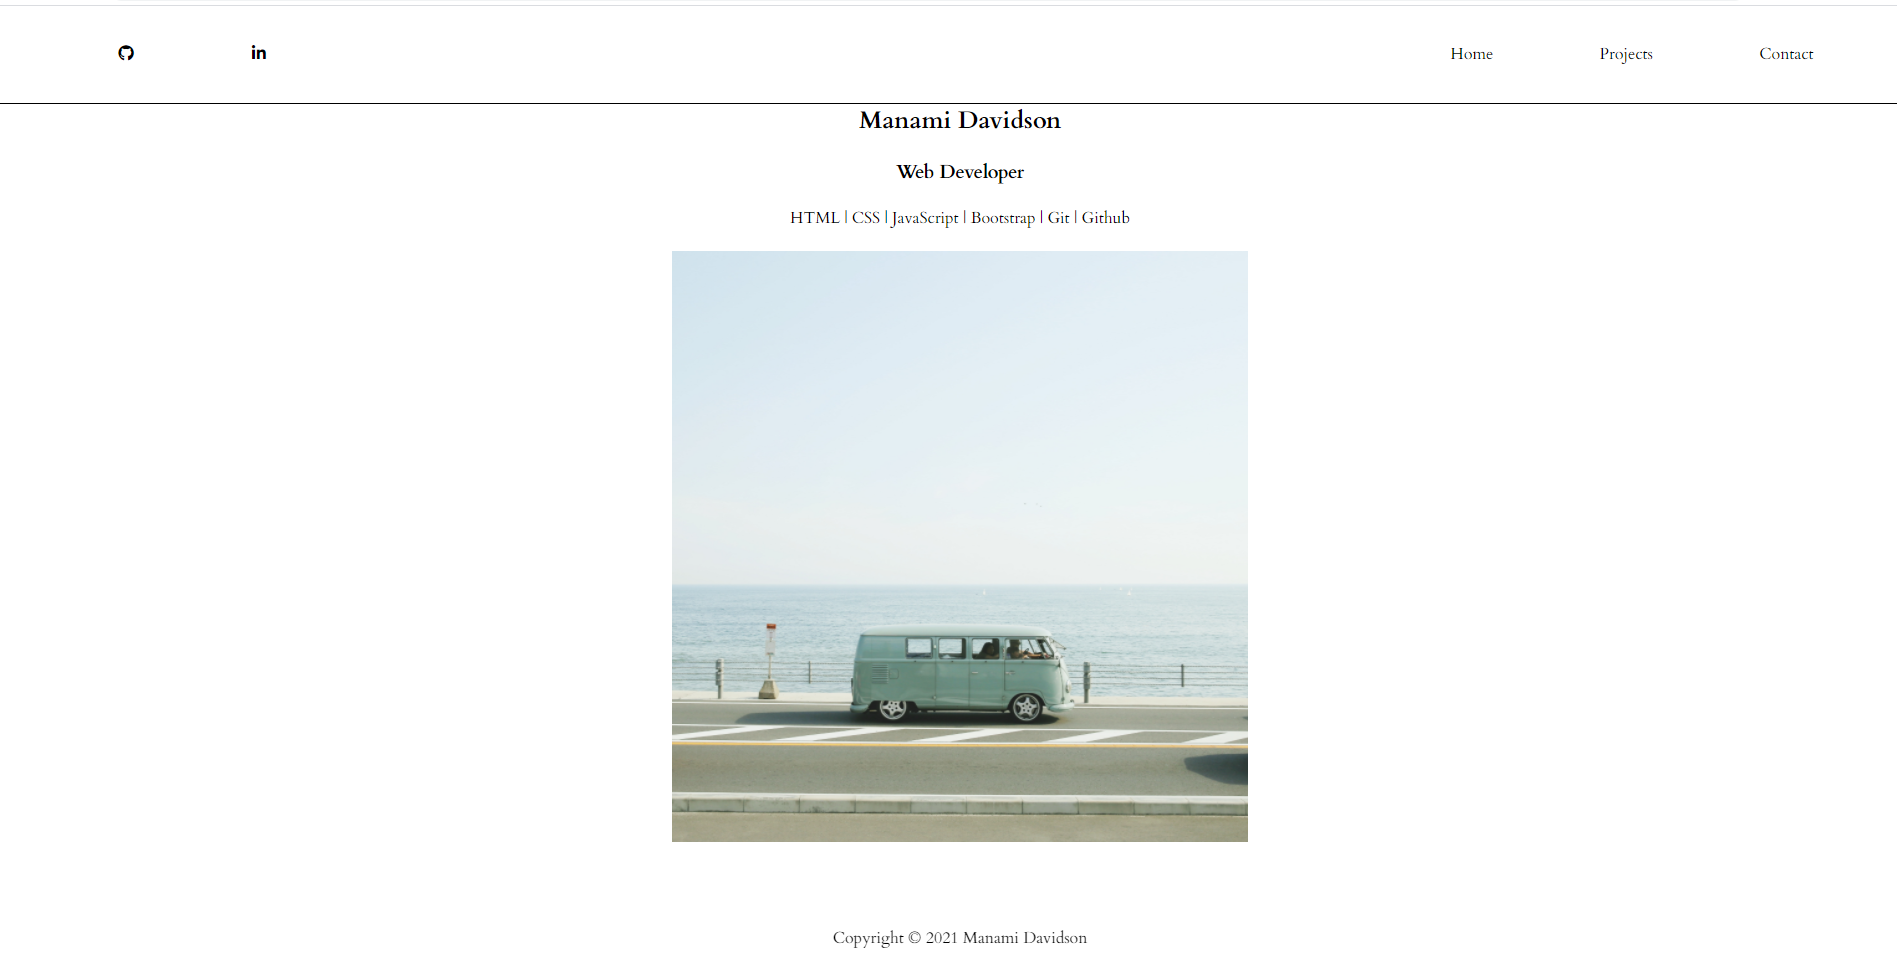 Home Projects Contact
Manami Davidson
Web Developer
HTML | CSS | JavaScript | Bootstrap | Git | Github
Copyright © 2021 Manami Davidson